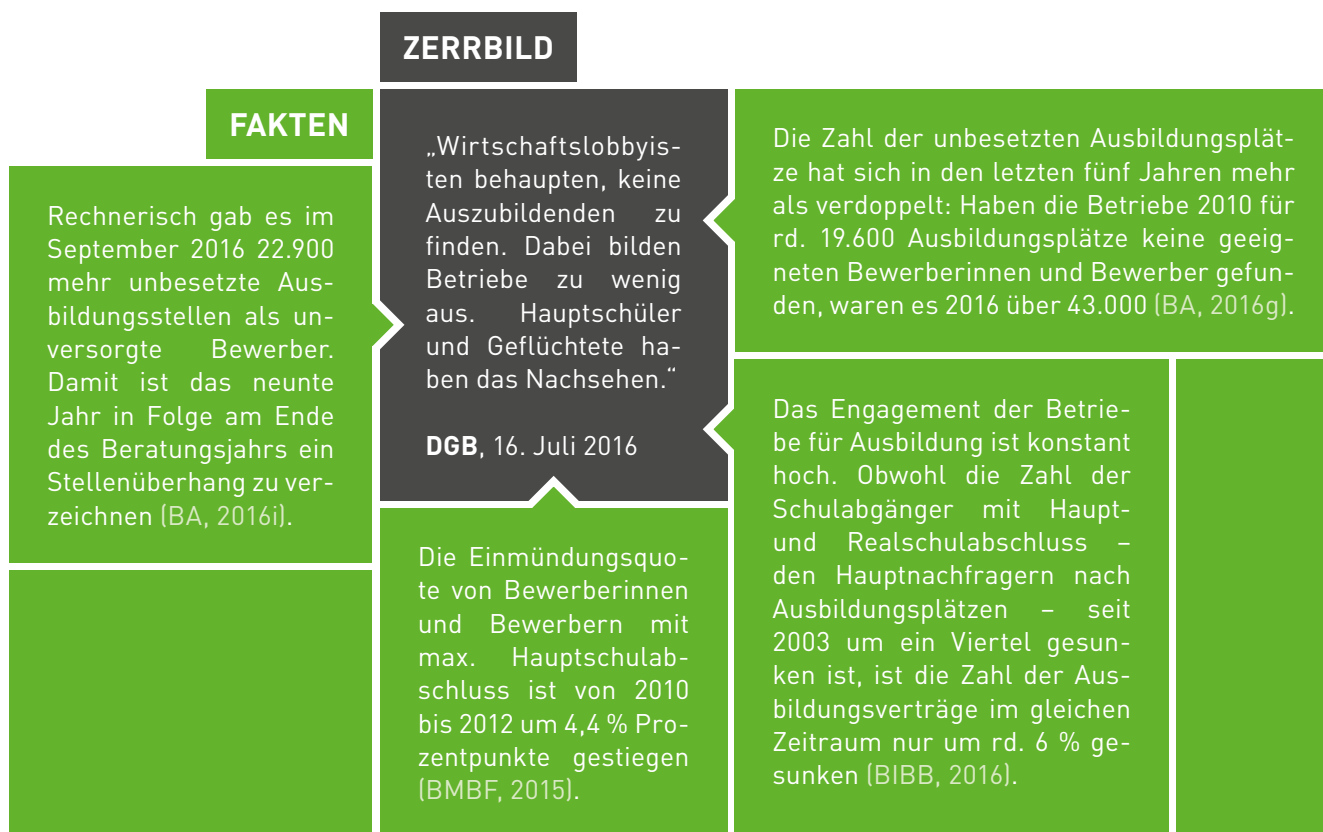 ZERRBILD
„Wirtschaftslobbyis-
ten behaupten, keine
Auszubildenden zu
finden. Dabei bilden
Betriebe zu wenig
aus. Hauptschüler
und Geflüchtete ha-
ben das Nachsehen.“
DGB, 16. Juli 2016
FAKTEN
Rechnerisch gab es im
September 2016 22.900
mehr unbesetzte Aus-
bildungsstellen als un-
versorgte Bewerber.
Damit ist das neunte
Jahr in Folge am Ende
des Beratungsjahrs ein
Stellenüberhang zu ver-
zeichnen (BA, 2016i).
Die Einmündungsquo-
te von Bewerberinnen
und Bewerbern mit
max. Hauptschulab-
schluss ist von 2010
bis 2012 um 4,4 % Pro-
zentpunkte gestiegen
(BMBF, 2015).
Die Zahl der unbesetzten Ausbildungsplät-
ze hat sich in den letzten fünf Jahren mehr
als verdoppelt: Haben die Betriebe 2010 für
rd. 19.600 Ausbildungsplätze keine geeig-
neten Bewerberinnen und Bewerber gefun-
den, waren es 2016 über 43.000 (BA, 2016g).
Das Engagement der Betrie-
be für Ausbildung ist konstant
hoch. Obwohl die Zahl der
Schulabgänger mit Haupt-
und Realschulabschluss –
den Hauptnachfragern nach
Ausbildungsplätzen – seit
2003 um ein Viertel gesun-
ken ist, ist die Zahl der Aus-
bildungsverträge im gleichen
Zeitraum nur um rd. 6 % ge-
sunken (BIBB, 2016).